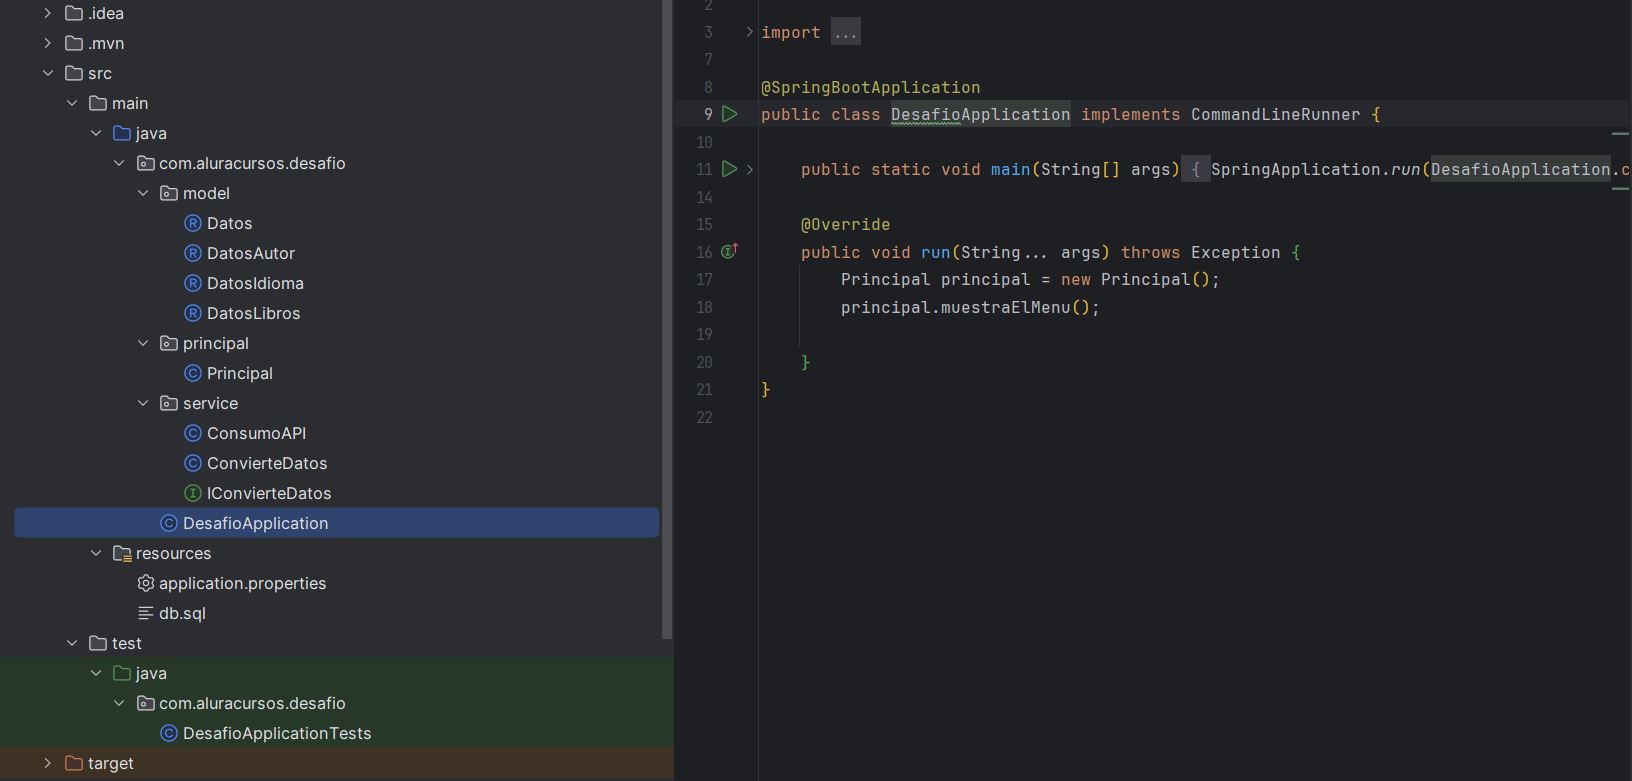 .idea
.mvn
src
main
java
com.aluracursos.desafio
model
Datos
DatosAutor
DatosIdioma
DatosLibros
principal
Principal
service
ConsumoAPI
ConvierteDatos
IConvierteDatos
DesafioApplication
resources
application.properties
db.sql
test
java
com.aluracursos.desafio
DesafioApplicationTests
target
2
3 import ...
7
8 @SpringBootApplication
9 public class DesafioApplication implements CommandLineRunner {
10
11 public static void main(String[] args) { SpringApplication.run(DesafioApplication.c
14
15 @Override
16 public void run(String... args) throws Exception {
17 Principal principal = new Principal();
18 principal.muestraElMenu();
19
20 }
21 }
22